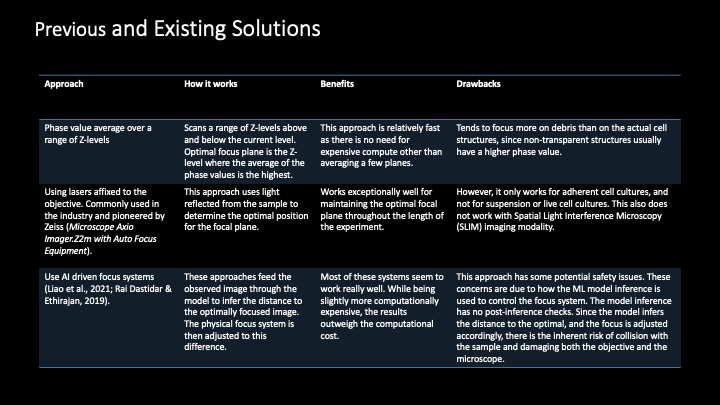 Previous and Existing Solutions
Approach
How it works
Benefits
Drawbacks
Phase value average over a
range of Z-levels
Scans a range of Z-levels above
and below the current level.
Optimal focus plane is the Z-
level where the average of the
phase values is the highest.
This approach is relatively fast
as there is no need for
expensive compute other than
averaging a few planes.
Tends to focus more on debris than on the actual cell
structures, since non-transparent structures usually
have a higher phase value.
Using lasers affixed to the
objective. Commonly used in
the industry and pioneered by
Zeiss (Microscope Axio
Imager.Z2m with Auto Focus
Equipment).
This approach uses light
reflected from the sample to
determine the optimal position
for the focal plane.
Works exceptionally well for
maintaining the optimal focal
plane throughout the length of
the experiment.
However, it only works for adherent cell cultures, and
not for suspension or live cell cultures. This also does
not work with Spatial Light Interference Microscopy
(SLIM) imaging modality.
Use AI driven focus systems
(Liao et al., 2021; Rai Dastidar &
Ethirajan, 2019).
These approaches feed the
observed image through the
model to infer the distance to
the optimally focused image.
The physical focus system is
then adjusted to this
difference.
Most of these systems seem to
work really well. While being
slightly more computationally
expensive, the results
outweigh the computational
cost.
This approach has some potential safety issues. These
concerns are due to how the ML model inference is
used to control the focus system. The model inference
has no post-inference checks. Since the model infers
the distance to the optimal, and the focus is adjusted
accordingly, there is the inherent risk of collision with
the sample and damaging both the objective and the
microscope.